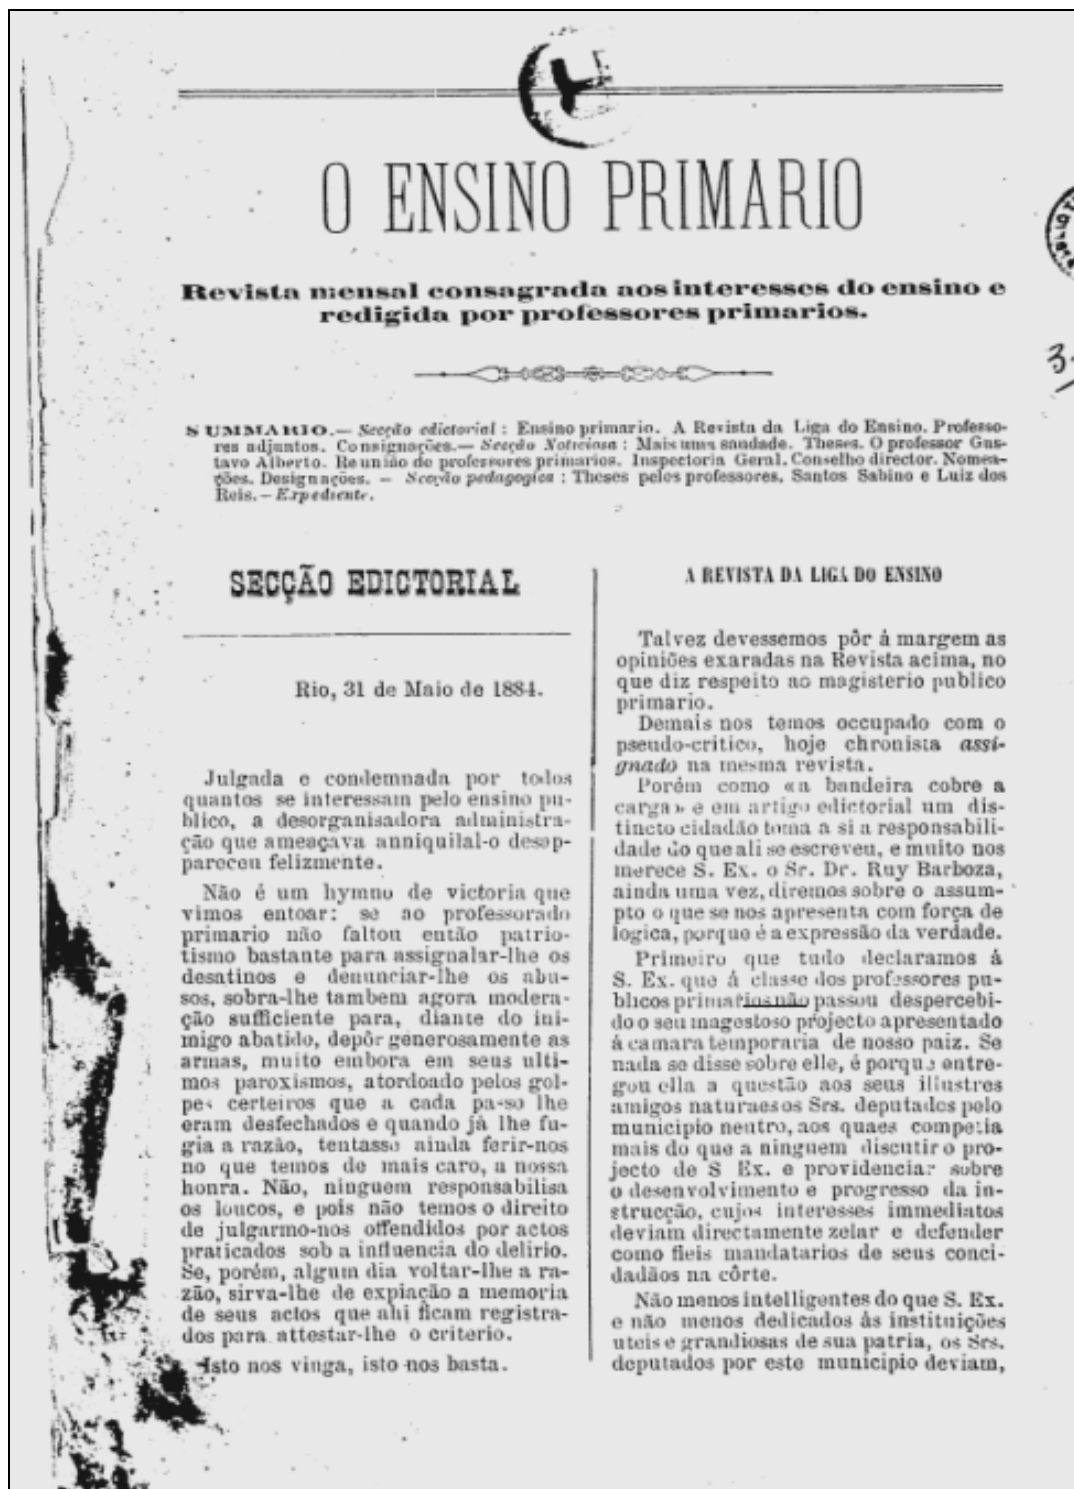 O ENSINO PRIMARIO
Revista mensal consagrada aos interesses do ensino e
redigida por professores primarios.
3
SUMMARIO.— Secção edictorial : Ensino primario. A Revista da Liga do Ensino. Professo-
res adjuntos. Consignações.— Secção Noticiosa : Mais uma saudade. Theses. O professor Gus-
tavo Alberto. Reunião de professores primarios. Inspectoria Geral. Conselho director. Nomea-
ções. Designações. — Secção pedagogica : Theses pelos professores, Santos Sabino e Luiz dos
Reis. — Expediente.
SECÇÃO EDICTORIAL
Rio, 31 de Maio de 1884.
Julgada e condemnada por todos
quantos se interessam pelo ensino pu-
blico, a desorganisadora administra-
ção que ameaçava anniquilal-o desap-
pareceu felizmente.
Não é um hymno de victoria que
vimos entoar: se ao professorado
primario não faltou então patrio-
tismo bastante para assignalar-lhe os
desatinos e denunciar-lhe os abu-
sos, sobra-lhe tambem agora modera-
ção sufficiente para, diante do ini-
migo abatido, depôr generosamente as
armas, muito embora em seus ulti-
mos paroxismos, atordoado pelos gol-
pes certeiros que a cada passo lhe
eram desfechados e quando já lhe fu-
gia a razão, tentasse ainda ferir-nos
no que temos de mais caro, a nossa
honra. Não, ninguem responsabilisa
os loucos, e pois não temos o direito
de julgarmo-nos offendidos por actos
praticados sob a influencia do delirio.
Se, porém, algum dia voltar-lhe a ra-
zão, sirva-lhe de expiação a memoria
de seus actos que ahi ficam registra-
dos para attestar-lhe o criterio.
Isto nos vinga, isto nos basta.
A REVISTA DA LIGA DO ENSINO
Talvez devessemos pôr á margem as
opiniões exaradas na Revista acima, no
que diz respeito ao magisterio publico
primario.
Demais nos temos occupado com o
pseudo-critico, hoje chronista assi-
gnado na mesma revista.
Porém como «a bandeira cobre a
carga» e em artigo edictorial um dis-
tincto cidadão toma a si a responsabili-
dade do que ali se escreveu, e muito nos
merece S. Ex. o Sr. Dr. Ruy Barboza,
ainda uma vez, diremos sobre o assum-
pto o que se nos apresenta com força de
logica, porque é a expressão da verdade.
Primeiro que tudo declaramos á
S. Ex. que á classe dos professores pu-
blicos primarios não passou despercebi-
do o seu magestoso projecto apresentado
á camara temporaria de nosso paiz. Se
nada se disse sobre elle, é porque entre-
gou ella a questão aos seus illustres
amigos naturaes os Srs. deputados pelo
municipio neutro, aos quaes competia
mais do que a ninguem discutir o pro-
jecto de S Ex. e providenciar sobre
o desenvolvimento e progresso da in-
strucção, cujos interesses immediatos
deviam directamente zelar e defender
como fieis mandatarios de seus conci-
dadãos na côrte.
Não menos intelligentes do que S. Ex.
e não menos dedicados ás instituições
uteis e grandiosas de sua patria, os Srs.
deputados por este municipio deviam,